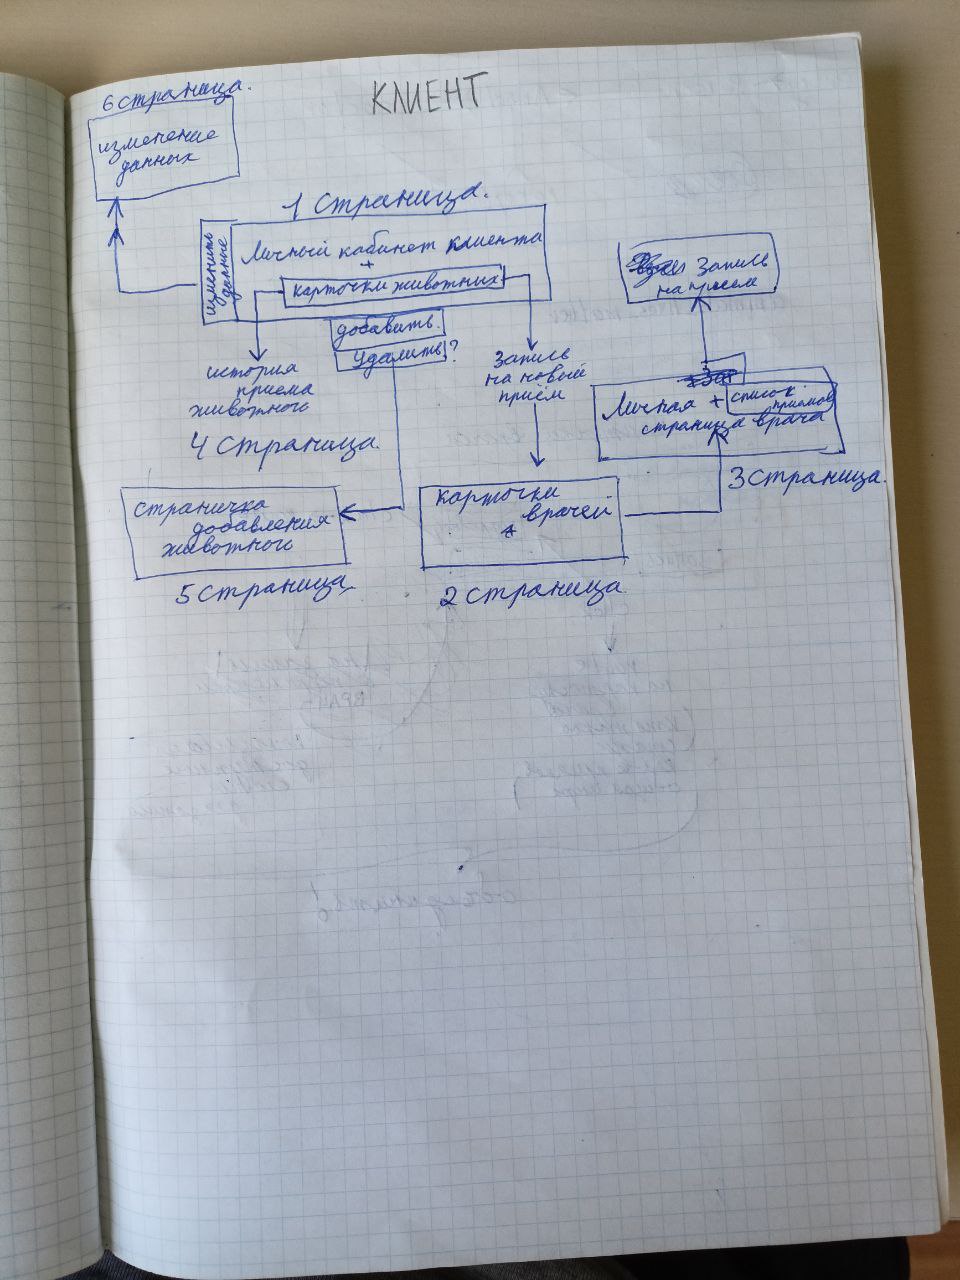 КЛИЕНТ
6 страница.
изменение
данных
1 страница.
изменить
данные
Личный кабинет клиента
+
карточки животных
добавить.
удалить?
история
приема
животного
4 страница.
Запись
на новый
приём
Запись
на прием
Личная + список
приемов
страница врача
3 страница.
страничка
добавления
животного
5 страница.
карточки
врачей
+
2 страница.